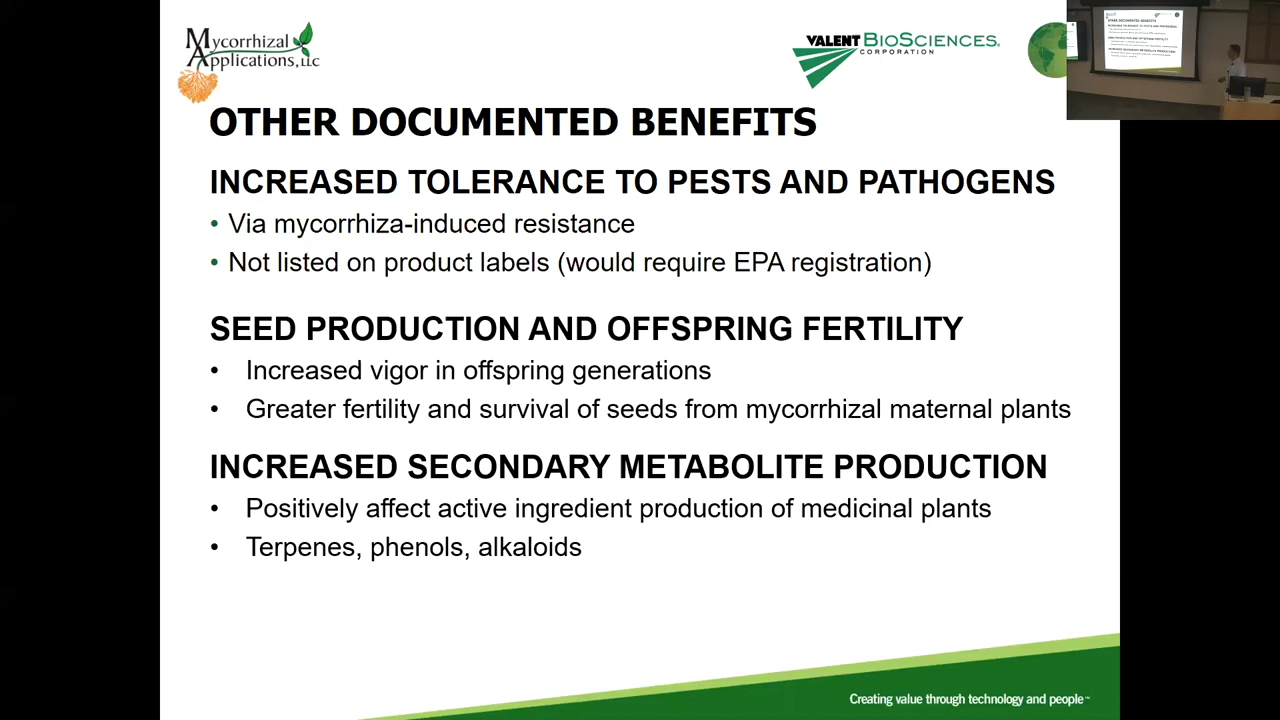 Mycorrhizal
Applications, LLC
VALENT BIOSCIENCES®
CORPORATION
OTHER DOCUMENTED BENEFITS
INCREASED TOLERANCE TO PESTS AND PATHOGENS
• Via mycorrhiza-induced resistance
• Not listed on product labels (would require EPA registration)
SEED PRODUCTION AND OFFSPRING FERTILITY
• Increased vigor in offspring generations
• Greater fertility and survival of seeds from mycorrhizal maternal plants
INCREASED SECONDARY METABOLITE PRODUCTION
• Positively affect active ingredient production of medicinal plants
• Terpenes, phenols, alkaloids
Creating value through technology and people™